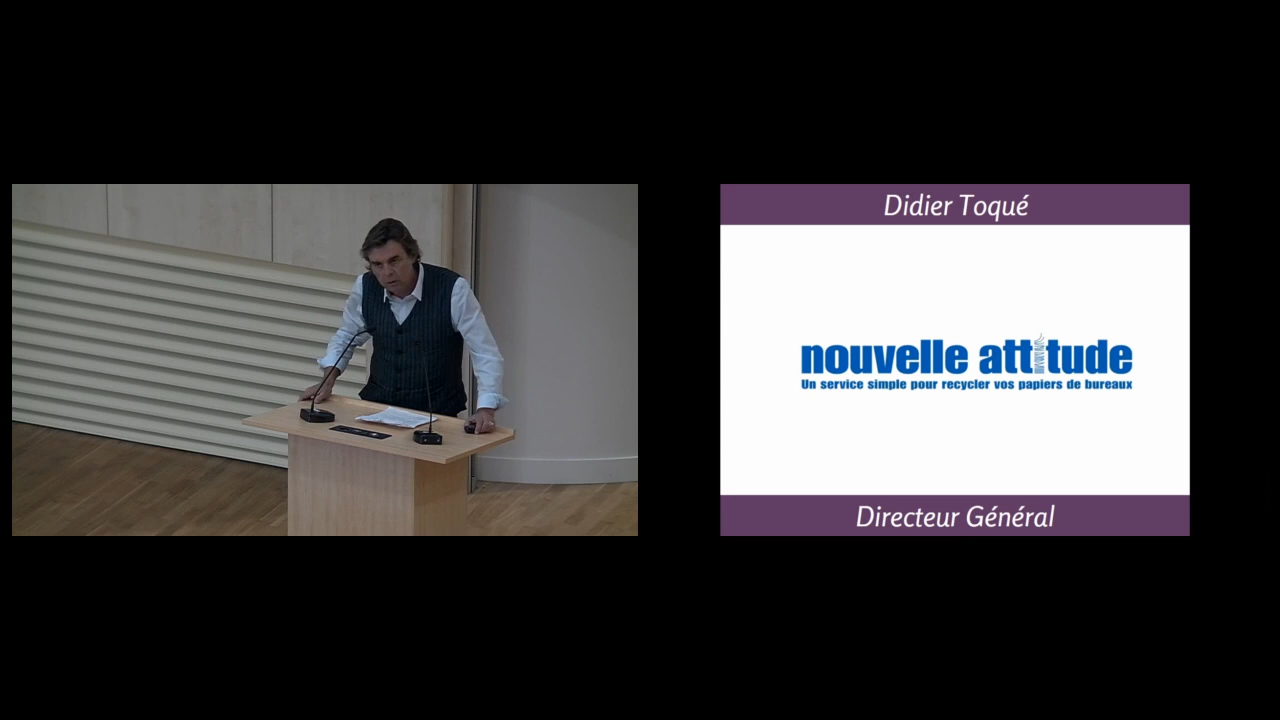 Didier Toqué
nouvelle attitude
Un service simple pour recycler vos papiers de bureaux
Directeur Général